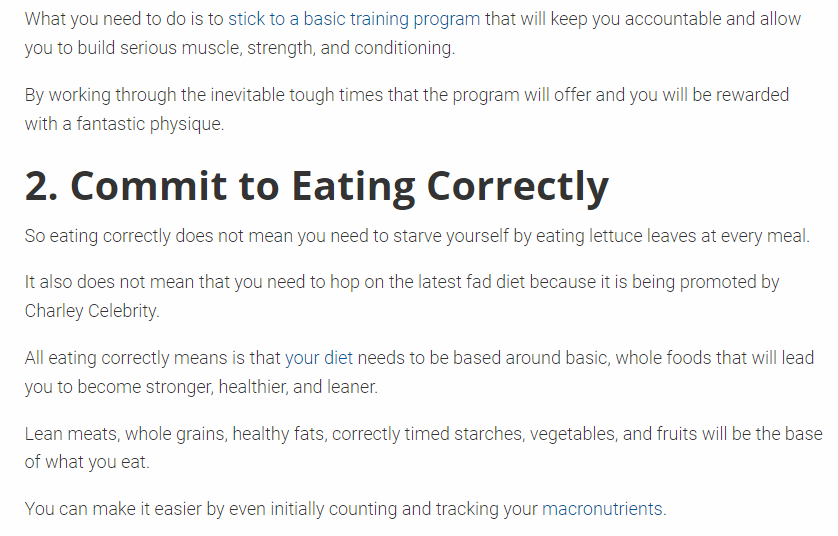 What you need to do is to stick to a basic training program that will keep you accountable and allow
you to build serious muscle, strength, and conditioning.
By working through the inevitable tough times that the program will offer and you will be rewarded
with a fantastic physique.
2. Commit to Eating Correctly
So eating correctly does not mean you need to starve yourself by eating lettuce leaves at every meal.
It also does not mean that you need to hop on the latest fad diet because it is being promoted by
Charley Celebrity.
All eating correctly means is that your diet needs to be based around basic, whole foods that will lead
you to become stronger, healthier, and leaner.
Lean meats, whole grains, healthy fats, correctly timed starches, vegetables, and fruits will be the base
of what you eat.
You can make it easier by even initially counting and tracking your macronutrients.